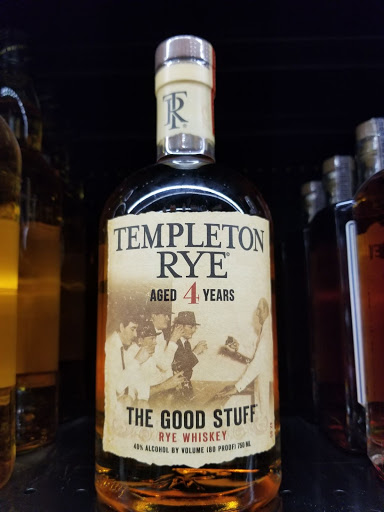 TR
TEMPLETON
RYE®
AGED 4 YEARS
THE GOOD STUFF
RYE WHISKEY
40% ALCOHOL BY VOLUME (80 PROOF) 750 ML